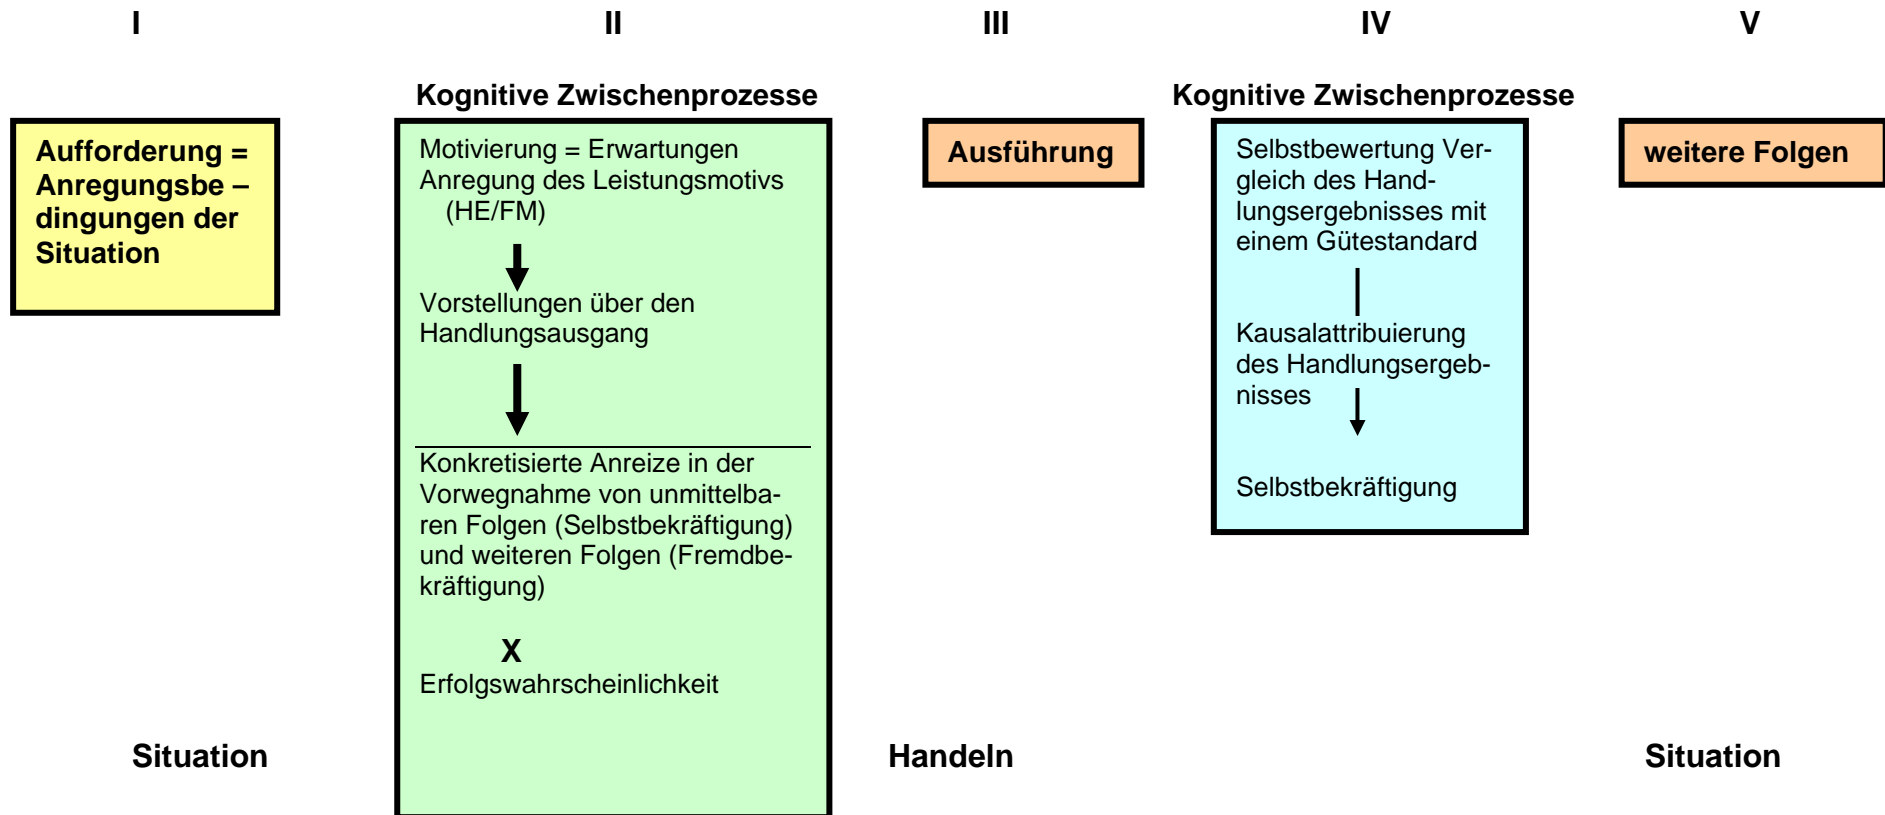 I
II
III
IV
V
Kognitive Zwischenprozesse
Kognitive Zwischenprozesse
Aufforderung =
Anregungsbe –
dingungen der
Situation
Motivierung = Erwartungen
Anregung des Leistungsmotivs
(HE/FM)
Vorstellungen über den
Handlungsausgang
Konkretisierte Anreize in der
Vorwegnahme von unmittelba-
ren Folgen (Selbstbekräftigung)
und weiteren Folgen (Fremdbe-
kräftigung)
X
Erfolgswahrscheinlichkeit
Ausführung
Selbstbewertung Ver-
gleich des Hand-
lungsergebnisses mit
einem Gütestandard
Kausalattribuierung
des Handlungsergeb-
nisses
Selbstbekräftigung
weitere Folgen
Situation
Handeln
Situation